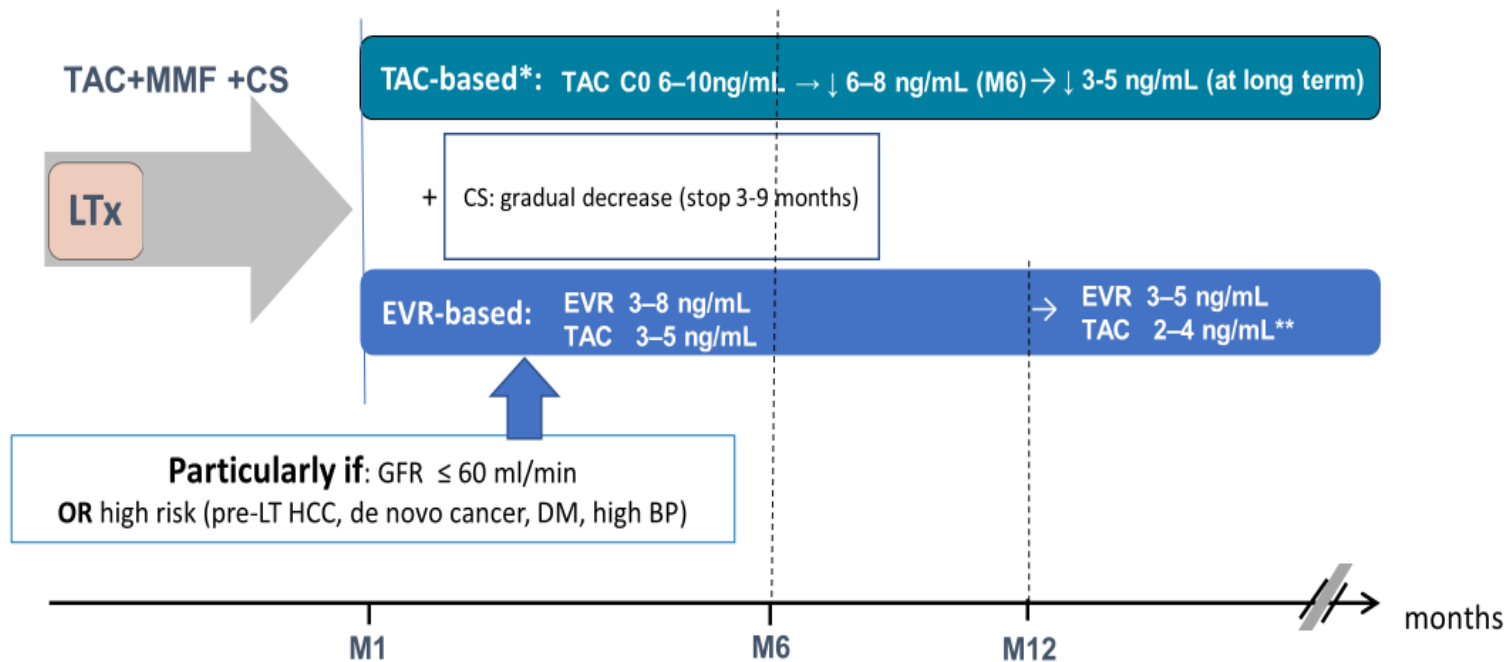 TAC+MMF +CS
LTx
TAC-based*: TAC C0 6–10ng/mL → ↓ 6–8 ng/mL (M6) → ↓ 3-5 ng/mL (at long term)
+ CS: gradual decrease (stop 3-9 months)
EVR-based: EVR 3–8 ng/mL
TAC 3–5 ng/mL
→ EVR 3–5 ng/mL
TAC 2–4 ng/mL**
Particularly if: GFR ≤ 60 ml/min
OR high risk (pre-LT HCC, de novo cancer, DM, high BP)
months
M1 M6 M12